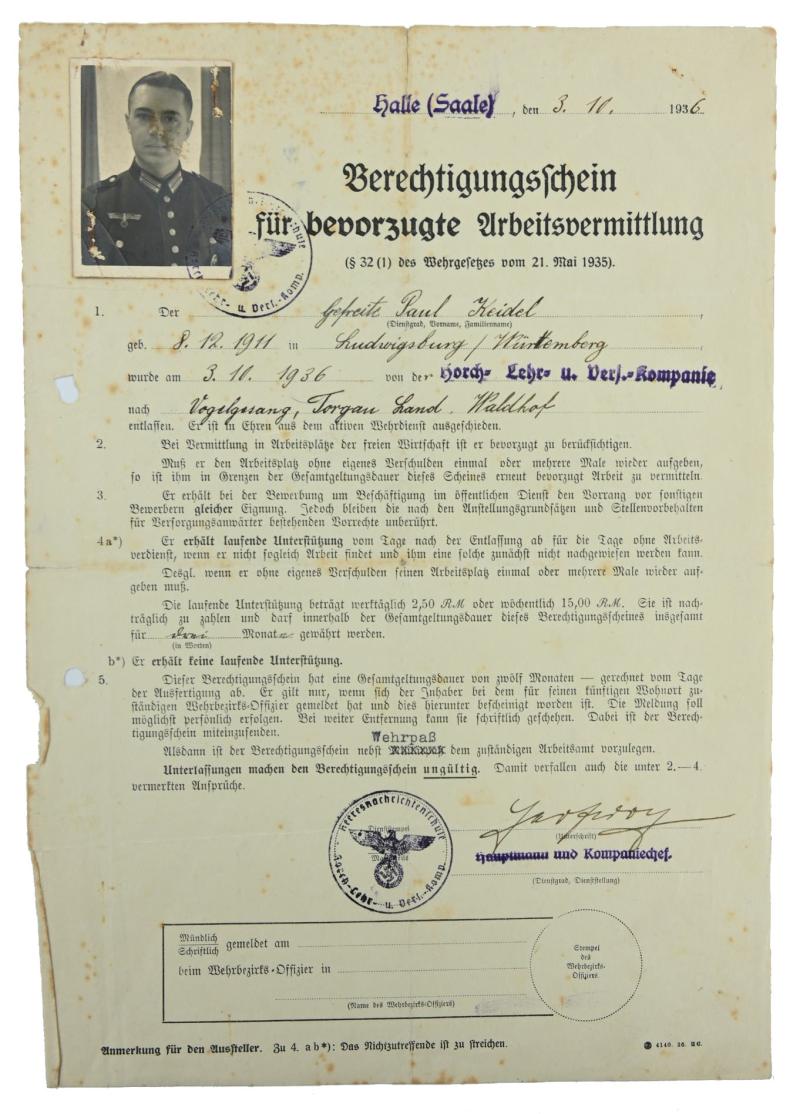 Halle (Saale), den 3. 10. 1936
Berechtigungsschein
für bevorzugte Arbeitsvermittlung
(§ 32 (1) des Wehrgesetzes vom 21. Mai 1935).
1. Der Gefreite Paul Keidel,
(Dienstgrad, Vorname, Familienname)
geb. 8. 12. 1911 in Ludwigsburg / Württemberg
wurde am 3. 10. 1936 von der Horch- Lehr- u. Vers.-Kompanie
nach Vogelgesang, Torgau Land. Waldhof
entlassen. Er ist in Ehren aus dem aktiven Wehrdienst ausgeschieden.
2. Bei Vermittlung in Arbeitsplätze der freien Wirtschaft ist er bevorzugt zu berücksichtigen.
Muß er den Arbeitsplatz ohne eigenes Verschulden einmal oder mehrere Male wieder aufgeben,
so ist ihm in Grenzen der Gesamtgeltungsdauer dieses Scheines erneut bevorzugt Arbeit zu vermitteln.
3. Er erhält bei der Bewerbung um Beschäftigung im öffentlichen Dienst den Vorrang vor sonstigen
Bewerbern gleicher Eignung. Jedoch bleiben die nach den Anstellungsgrundsätzen und Stellenvorbehalten
für Versorgungsanwärter bestehenden Vorrechte unberührt.
4a*) Er erhält laufende Unterstützung vom Tage nach der Entlassung ab für die Tage ohne Arbeits-
verdienst, wenn er nicht sogleich Arbeit findet und ihm eine solche zunächst nicht nachgewiesen werden kann.
Desgl. wenn er ohne eigenes Verschulden seinen Arbeitsplatz einmal oder mehrere Male wieder auf-
geben muß.
Die laufende Unterstützung beträgt werktäglich 2,50 RM oder wöchentlich 15,00 RM. Sie ist nach-
träglich zu zahlen und darf innerhalb der Gesamtgeltungsdauer dieses Berechtigungsscheines insgesamt
für drei Monate gewährt werden.
(in Worten)
b*) Er erhält keine laufende Unterstützung.
5. Dieser Berechtigungsschein hat eine Gesamtgeltungsdauer von zwölf Monaten — gerechnet vom Tage
der Ausfertigung ab. Er gilt nur, wenn sich der Inhaber bei dem für seinen künftigen Wohnort zu-
ständigen Wehrbezirks-Offizier gemeldet hat und dies hierunter bescheinigt worden ist. Die Meldung soll
möglichst persönlich erfolgen. Bei weiter Entfernung kann sie schriftlich geschehen. Dabei ist der Berech-
tigungsschein miteinzusenden.
Wehrpaß
Alsdann ist der Berechtigungsschein nebst xxxxxx dem zuständigen Arbeitsamt vorzulegen.
Unterlassungen machen den Berechtigungsschein ungültig. Damit verfallen auch die unter 2.—4.
vermerkten Ansprüche.
Heeresnachrichtenschule
Dienststempel
Horch-Lehr- u. Vers.-Komp.
(Unterschrift)
Hauptmann und Kompaniechef.
(Dienstgrad, Dienststellung)
Mündlich
Schriftlich gemeldet am
beim Wehrbezirks-Offizier in
(Name des Wehrbezirks-Offiziers)
Stempel
des
Wehrbezirks-
Offiziers
Anmerkung für den Aussteller. Zu 4. a b*): Das Nichtzutreffende ist zu streichen.
4140. 36.